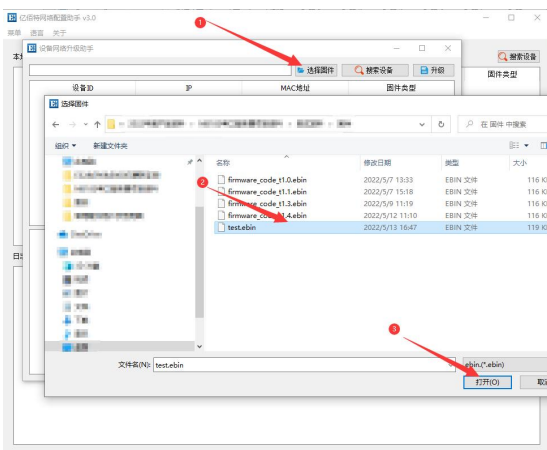 亿佰特网络配置助手 v3.0
菜单 语言 关于
1
设备网络升级助手
选择固件 搜索设备 升级
搜索设备
设备ID IP MAC地址 固件类型
固件类型
选择固件
在 固件 中搜索
组织 新建文件夹
名称 修改日期 类型 大小
firmware_code_t1.0.ebin 2022/5/7 13:33 EBIN 文件 116 K
2
firmware_code_t1.1.ebin 2022/5/7 15:18 EBIN 文件 116 K
firmware_code_t1.3.ebin 2022/5/9 11:19 EBIN 文件 116 K
firmware_code_t1.4.ebin 2022/5/12 11:10 EBIN 文件 116 K
test.ebin 2022/5/13 16:47 EBIN 文件 119 K
OneDrive
3
文件名(N): test.ebin ebin.(*.ebin)
打开(O) 取